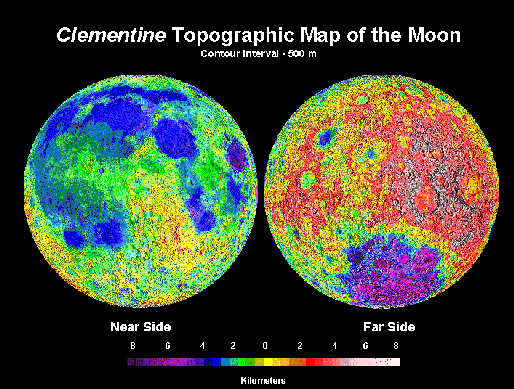 Clementine Topographic Map of the Moon
Contour Interval - 500 m
Near Side
Far Side
8 6 4 2 0 2 4 6 8
Kilometers